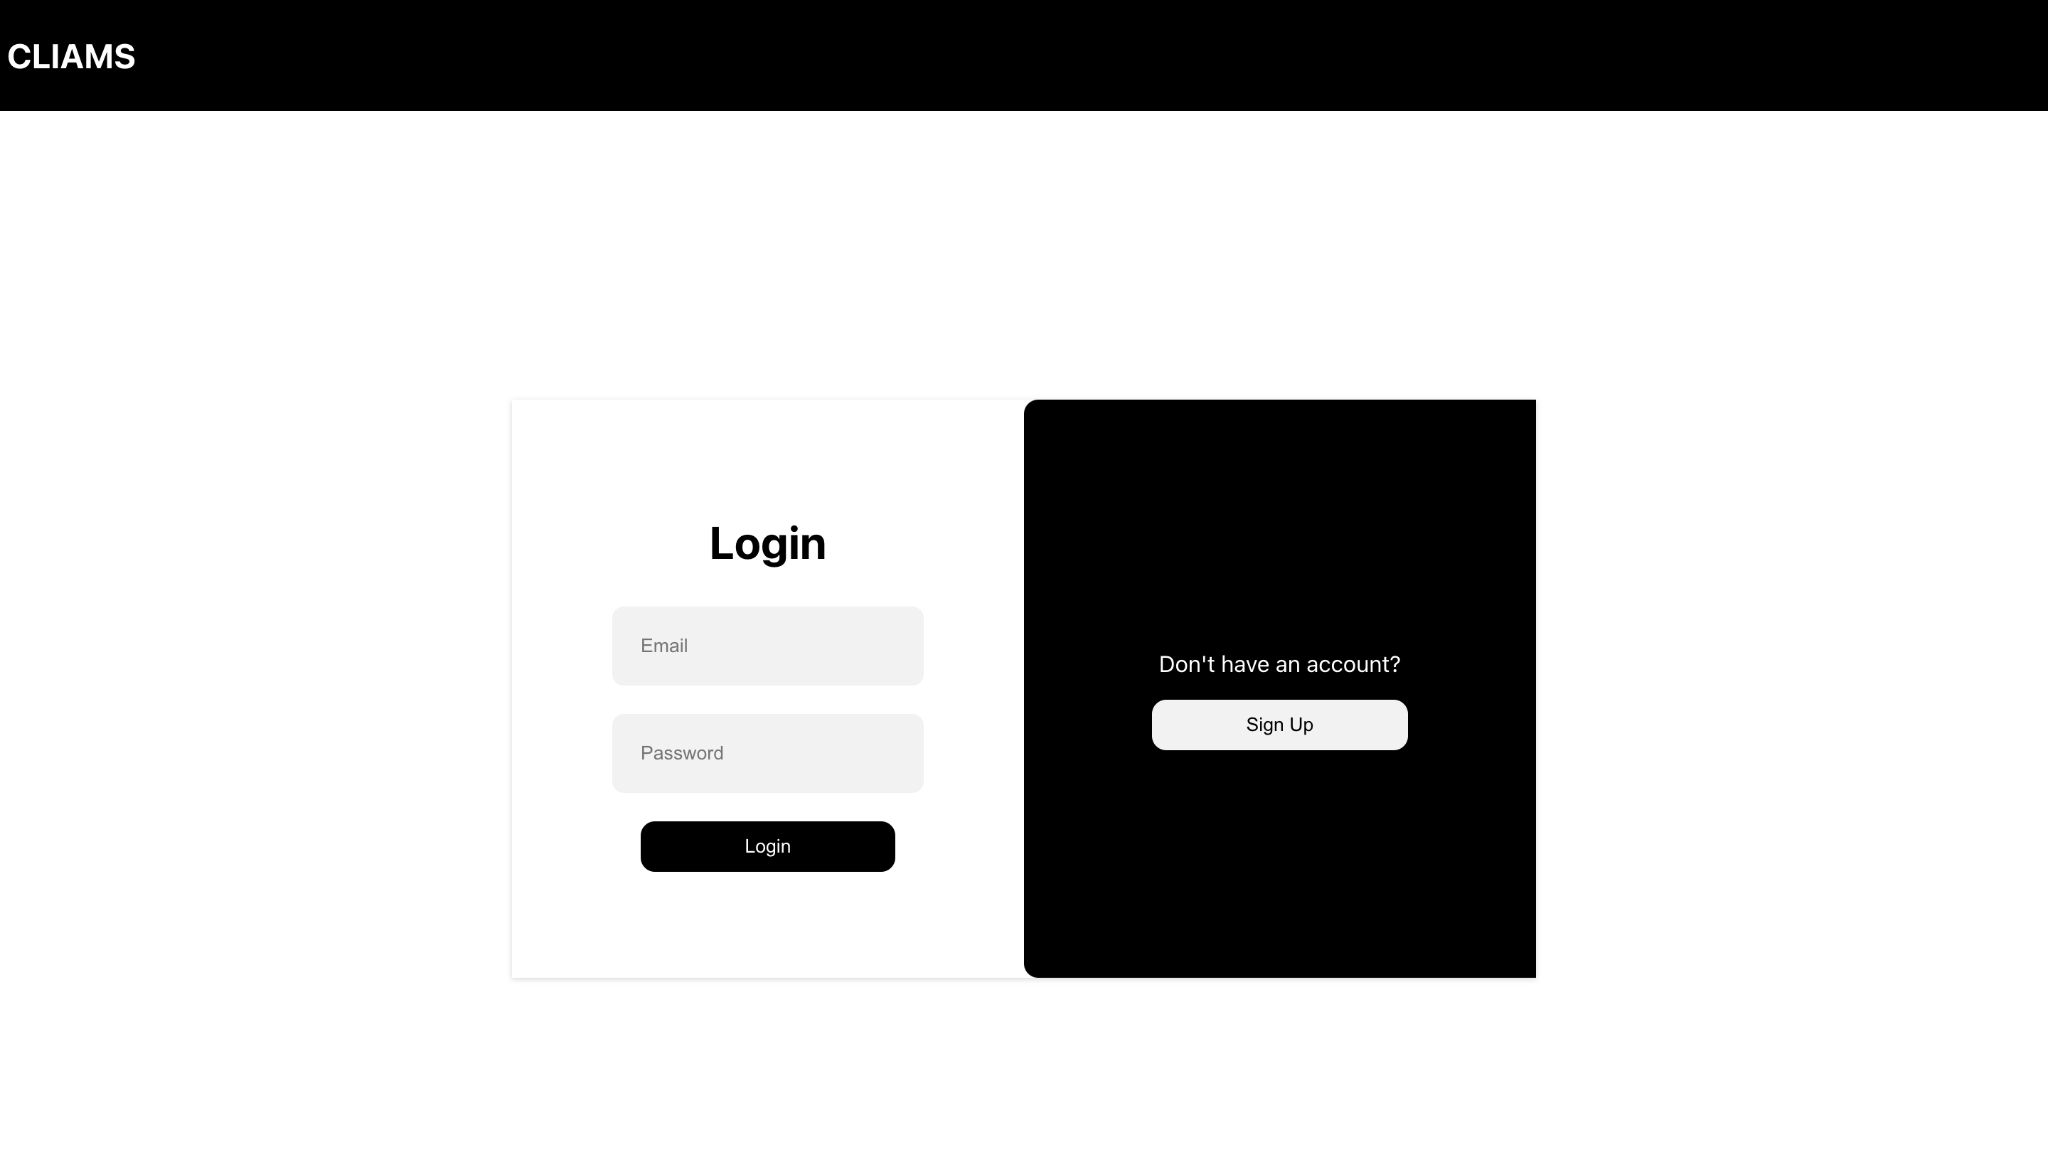 CLIAMS
Login
Email
Password
Login
Don't have an account?
Sign Up